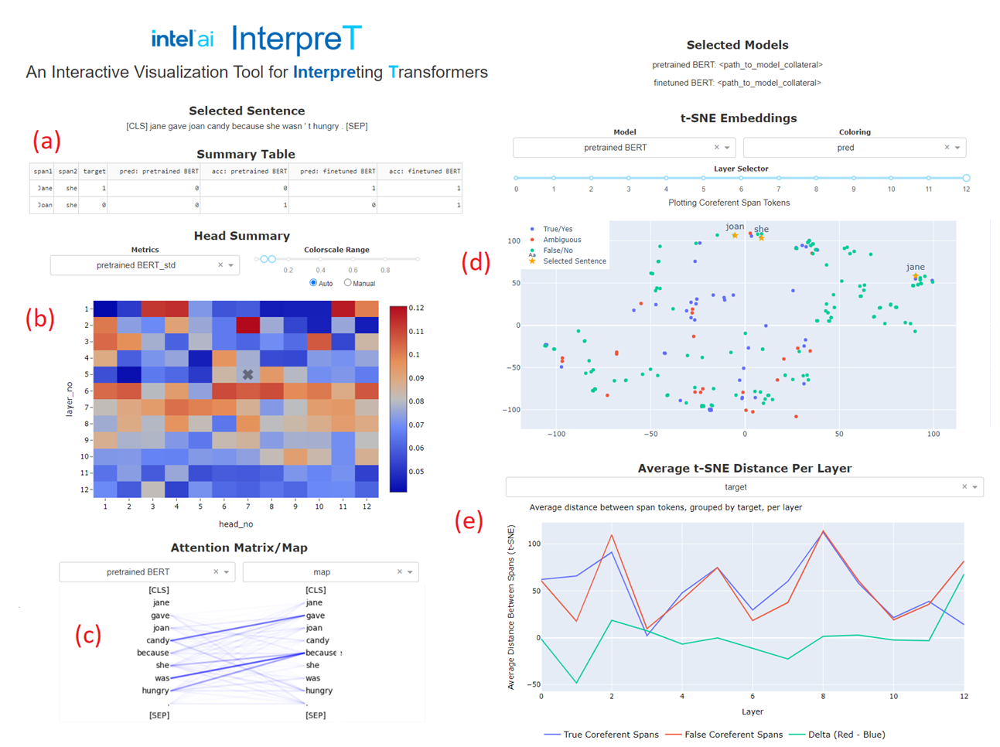 intel ai InterpreT
An Interactive Visualization Tool for Interpreting Transformers
Selected Sentence
[CLS] jane gave joan candy because she wasn ' t hungry . [SEP]
(a)
Summary Table
span1 span2 target pred: pretrained BERT acc: pretrained BERT pred: finetuned BERT acc: finetuned BERT
Jane she 1 0 0 1 1
Joan she 0 0 1 0 1
Head Summary
Metrics
pretrained BERT_std × 
Colorscale Range
0.2 0.4 0.6 0.8
Auto Manual
(b)
layer_no
1
2
3
4
5
6
7
8
9
10
11
12
1 2 3 4 5 6 7 8 9 10 11 12
head_no
0.12
0.11
0.1
0.09
0.08
0.07
0.06
0.05
Attention Matrix/Map
pretrained BERT × map ×
(c)
[CLS] [CLS]
jane jane
gave gave
joan joan
candy candy
because because
she she
was was
hungry hungry
. .
[SEP] [SEP]
Selected Models
pretrained BERT: <path_to_model_collateral>
finetuned BERT: <path_to_model_collateral>
t-SNE Embeddings
Model Coloring
pretrained BERT × pred ×
Layer Selector
0 1 2 3 4 5 6 7 8 9 10 11 12
Plotting Coreferent Span Tokens
(d)
True/Yes
Ambiguous
False/No
Aa
Selected Sentence
joan
she
jane
100
50
0
−50
−100
−100 −50 0 50 100
Average t-SNE Distance Per Layer
target ×
(e)
Average distance between span tokens, grouped by target, per layer
Average Distance Between Spans (t-SNE)
100
50
0
−50
0 2 4 6 8 10 12
Layer
True Coreferent Spans False Coreferent Spans Delta (Red - Blue)